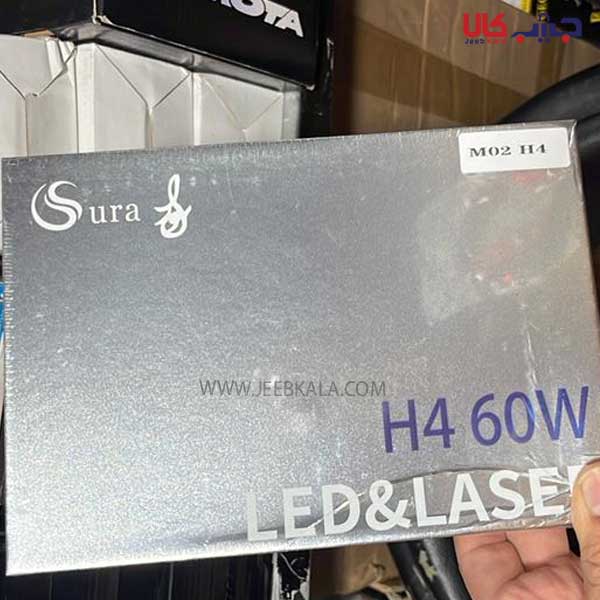 OTA
جیب کالا
M02 H4
Sura
WWW.JEEBKALA.COM
H4 60W
LED&LASE